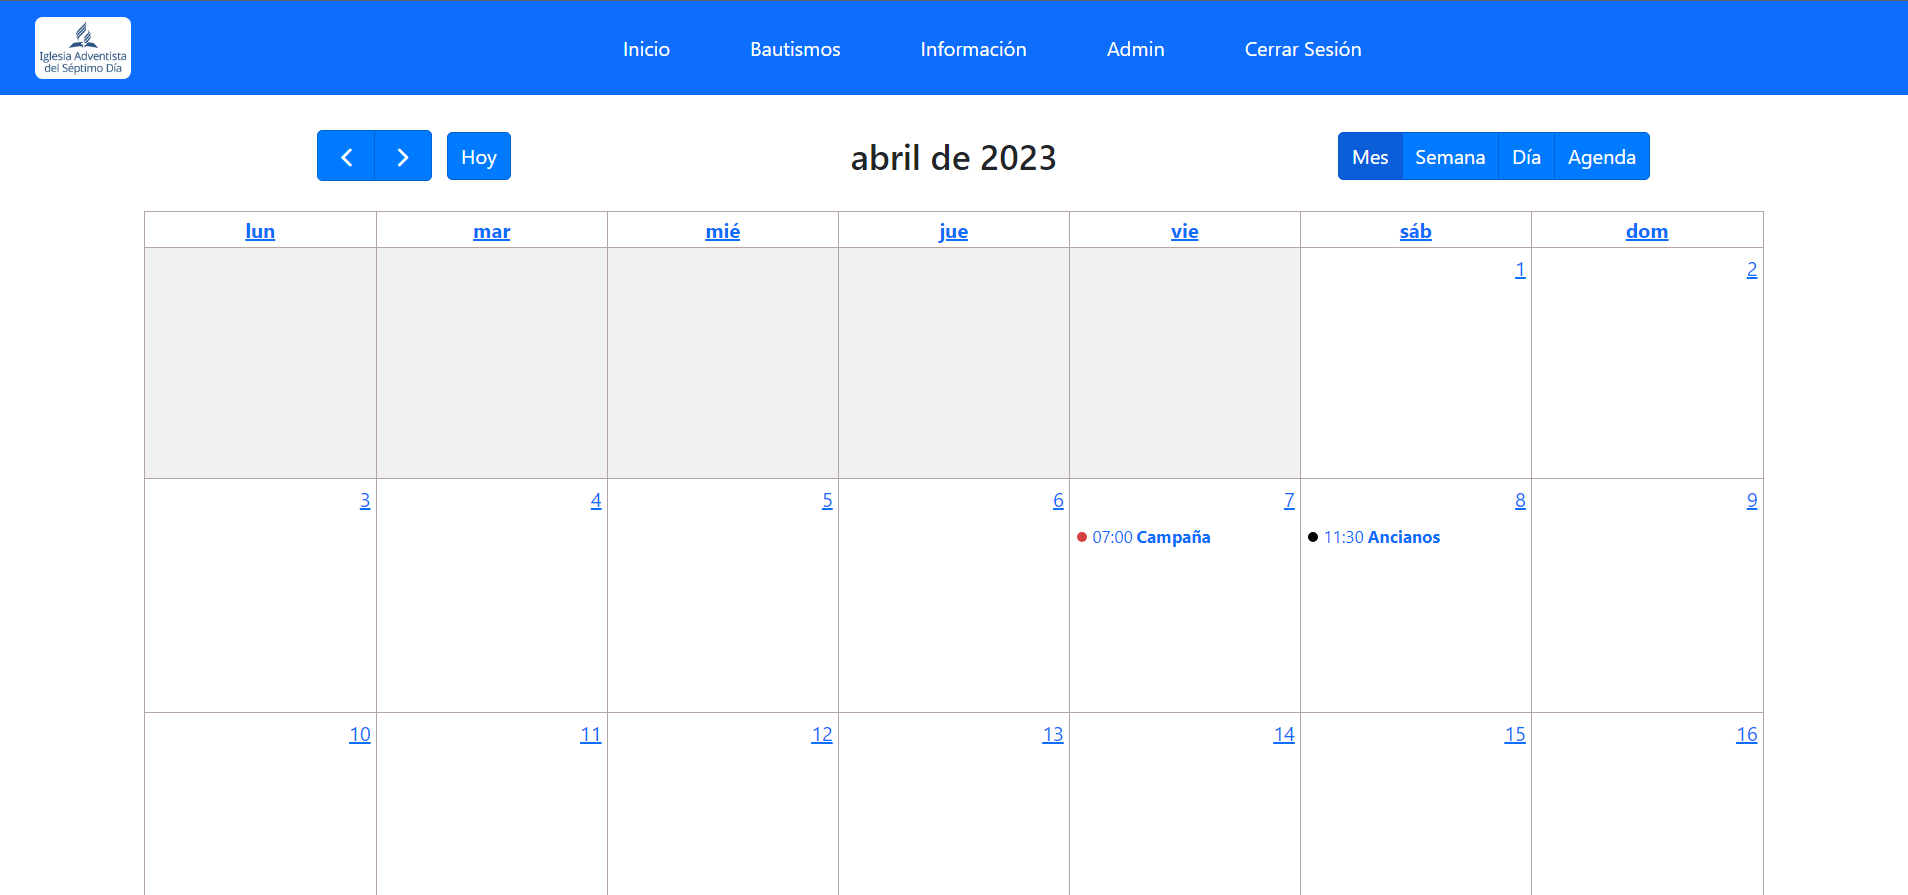 Iglesia Adventista
del Séptimo Día
Inicio Bautismos Información Admin Cerrar Sesión
Hoy
abril de 2023
Mes Semana Día Agenda
lun mar mié jue vie sáb dom
1 2
3 4 5 6 7 8 9
07:00 Campaña 11:30 Ancianos
10 11 12 13 14 15 16